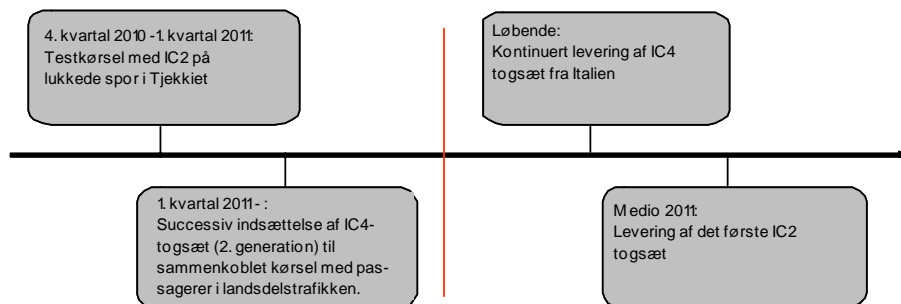 4. kvartal 2010 -1. kvartal 2011:
Testkørsel med IC2 på
lukkede spor i Tjekkiet
Løbende:
Kontinuert levering af IC4
togsæt fra Italien
1. kvartal 2011- :
Successiv indsættelse af IC4-
togsæt (2. generation) til
sammenkoblet kørsel med pas-
sagerer i landsdelstrafikken.
Medio 2011:
Levering af det første IC2
togsæt